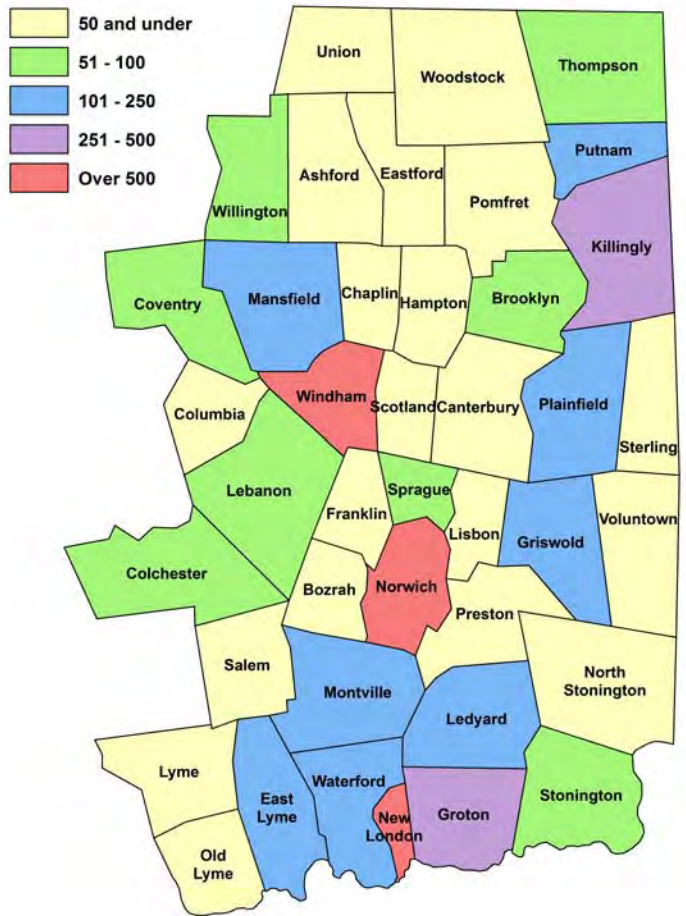 50 and under
51 - 100
101 - 250
251 - 500
Over 500
Union
Woodstock
Thompson
Putnam
Ashford
Eastford
Pomfret
Willington
Killingly
Coventry
Mansfield
Chaplin
Hampton
Brooklyn
Windham
Columbia
Scotland
Canterbury
Plainfield
Sterling
Lebanon
Franklin
Sprague
Lisbon
Griswold
Voluntown
Colchester
Bozrah
Norwich
Preston
Salem
Montville
Ledyard
North
Stonington
Lyme
East
Lyme
Waterford
New
London
Groton
Stonington
Old
Lyme